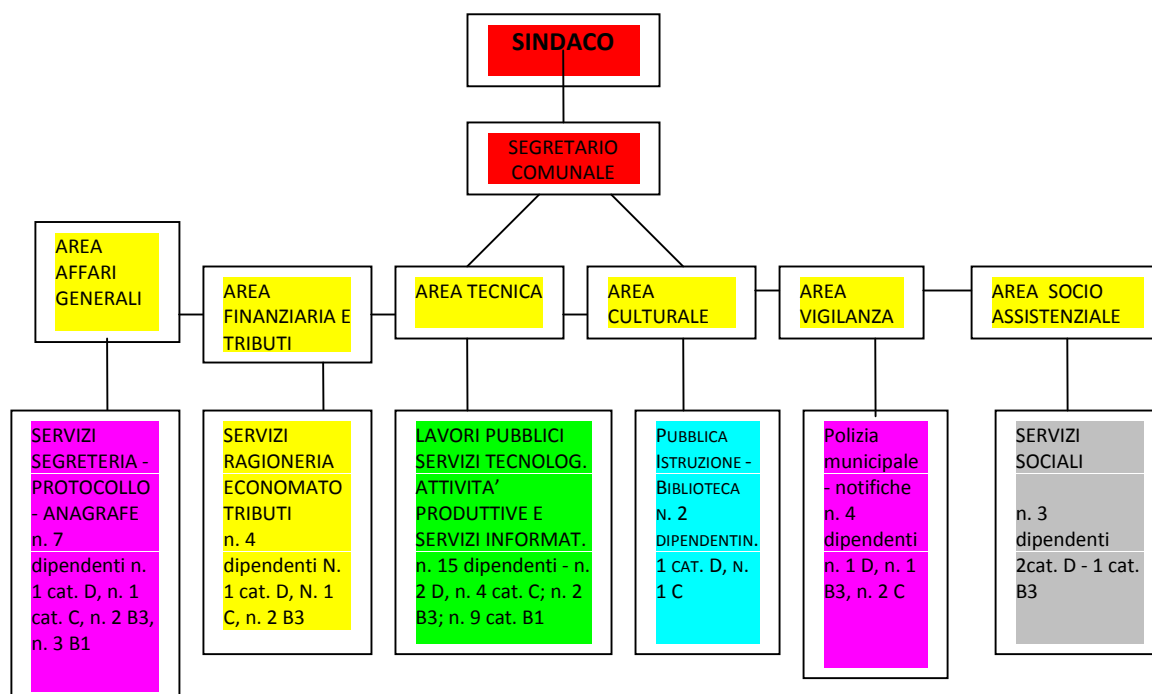 SINDACO
SEGRETARIO
COMUNALE
AREA
AFFARI
GENERALI
AREA
FINANZIARIA E
TRIBUTI
AREA TECNICA
AREA
CULTURALE
AREA
VIGILANZA
AREA SOCIO
ASSISTENZIALE
SERVIZI
SEGRETERIA -
PROTOCOLLO
- ANAGRAFE
n. 7
dipendenti n.
1 cat. D, n. 1
cat. C, n. 2 B3,
n. 3 B1
SERVIZI
RAGIONERIA
ECONOMATO
TRIBUTI
n. 4
dipendenti N.
1 cat. D, N. 1
C, n. 2 B3
LAVORI PUBBLICI
SERVIZI TECNOLOG.
ATTIVITA’
PRODUTTIVE E
SERVIZI INFORMAT.
n. 15 dipendenti - n.
2 D, n. 4 cat. C; n. 2
B3; n. 9 cat. B1
PUBBLICA
ISTRUZIONE -
BIBLIOTECA
N. 2
DIPENDENTIN.
1 CAT. D, N.
1 C
Polizia
municipale
- notifiche
n. 4
dipendenti
n. 1 D, n. 1
B3, n. 2 C
SERVIZI
SOCIALI
n. 3
dipendenti
2cat. D - 1 cat.
B3